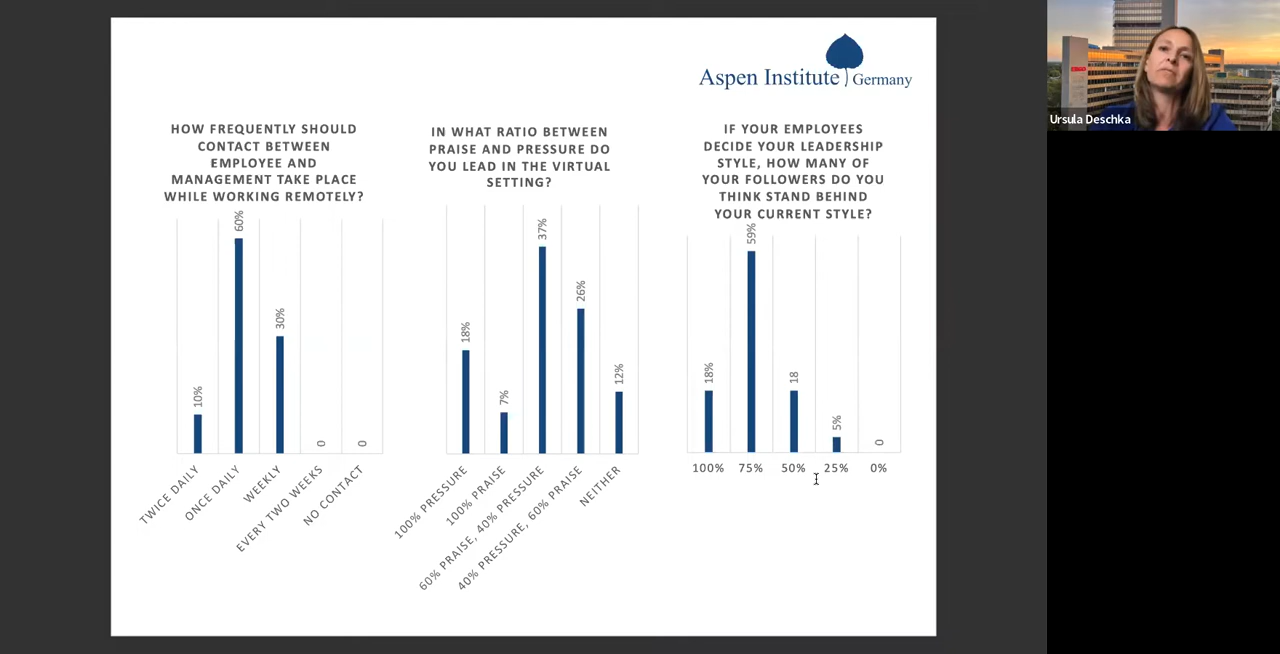 Aspen Institute Germany
HOW FREQUENTLY SHOULD
CONTACT BETWEEN
EMPLOYEE AND
MANAGEMENT TAKE PLACE
WHILE WORKING REMOTELY?
10%
60%
30%
0
0
TWICE DAILY
ONCE DAILY
WEEKLY
EVERY TWO WEEKS
NO CONTACT
IN WHAT RATIO BETWEEN
PRAISE AND PRESSURE DO
YOU LEAD IN THE VIRTUAL
SETTING?
18%
7%
37%
26%
12%
100% PRESSURE
100% PRAISE
60% PRAISE, 40% PRESSURE
40% PRESSURE, 60% PRAISE
NEITHER
IF YOUR EMPLOYEES
DECIDE YOUR LEADERSHIP
STYLE, HOW MANY OF
YOUR FOLLOWERS DO YOU
THINK STAND BEHIND
YOUR CURRENT STYLE?
18%
59%
18
5%
0
100%
75%
50%
25%
0%
Ursula Deschka